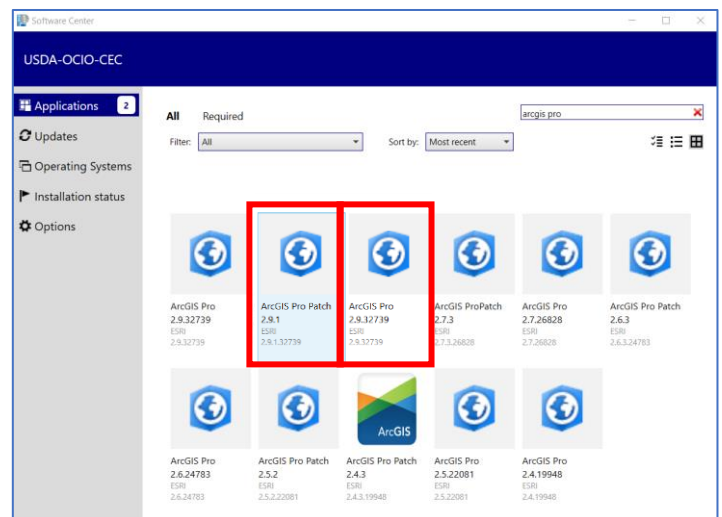 Software Center
USDA-OCIO-CEC
Applications 2
Updates
Operating Systems
Installation status
Options
All Required
arcgis pro
Filter: All
Sort by: Most recent
ArcGIS Pro
2.9.32739
ESRI
2.9.32739
ArcGIS Pro Patch
2.9.1
ESRI
2.9.1.32739
ArcGIS Pro
2.9.32739
ESRI
2.9.32739
ArcGIS ProPatch
2.7.3
ESRI
2.7.3.26828
ArcGIS Pro
2.7.26828
ESRI
2.7.26828
ArcGIS Pro Patch
2.6.3
ESRI
2.6.3.24783
ArcGIS Pro
2.6.24783
ESRI
2.6.24783
ArcGIS Pro Patch
2.5.2
ESRI
2.5.2.22081
ArcGIS
ArcGIS Pro Patch
2.4.3
ESRI
2.4.3.19948
ArcGIS Pro
2.5.22081
ESRI
2.5.22081
ArcGIS Pro
2.4.19948
ESRI
2.4.19948